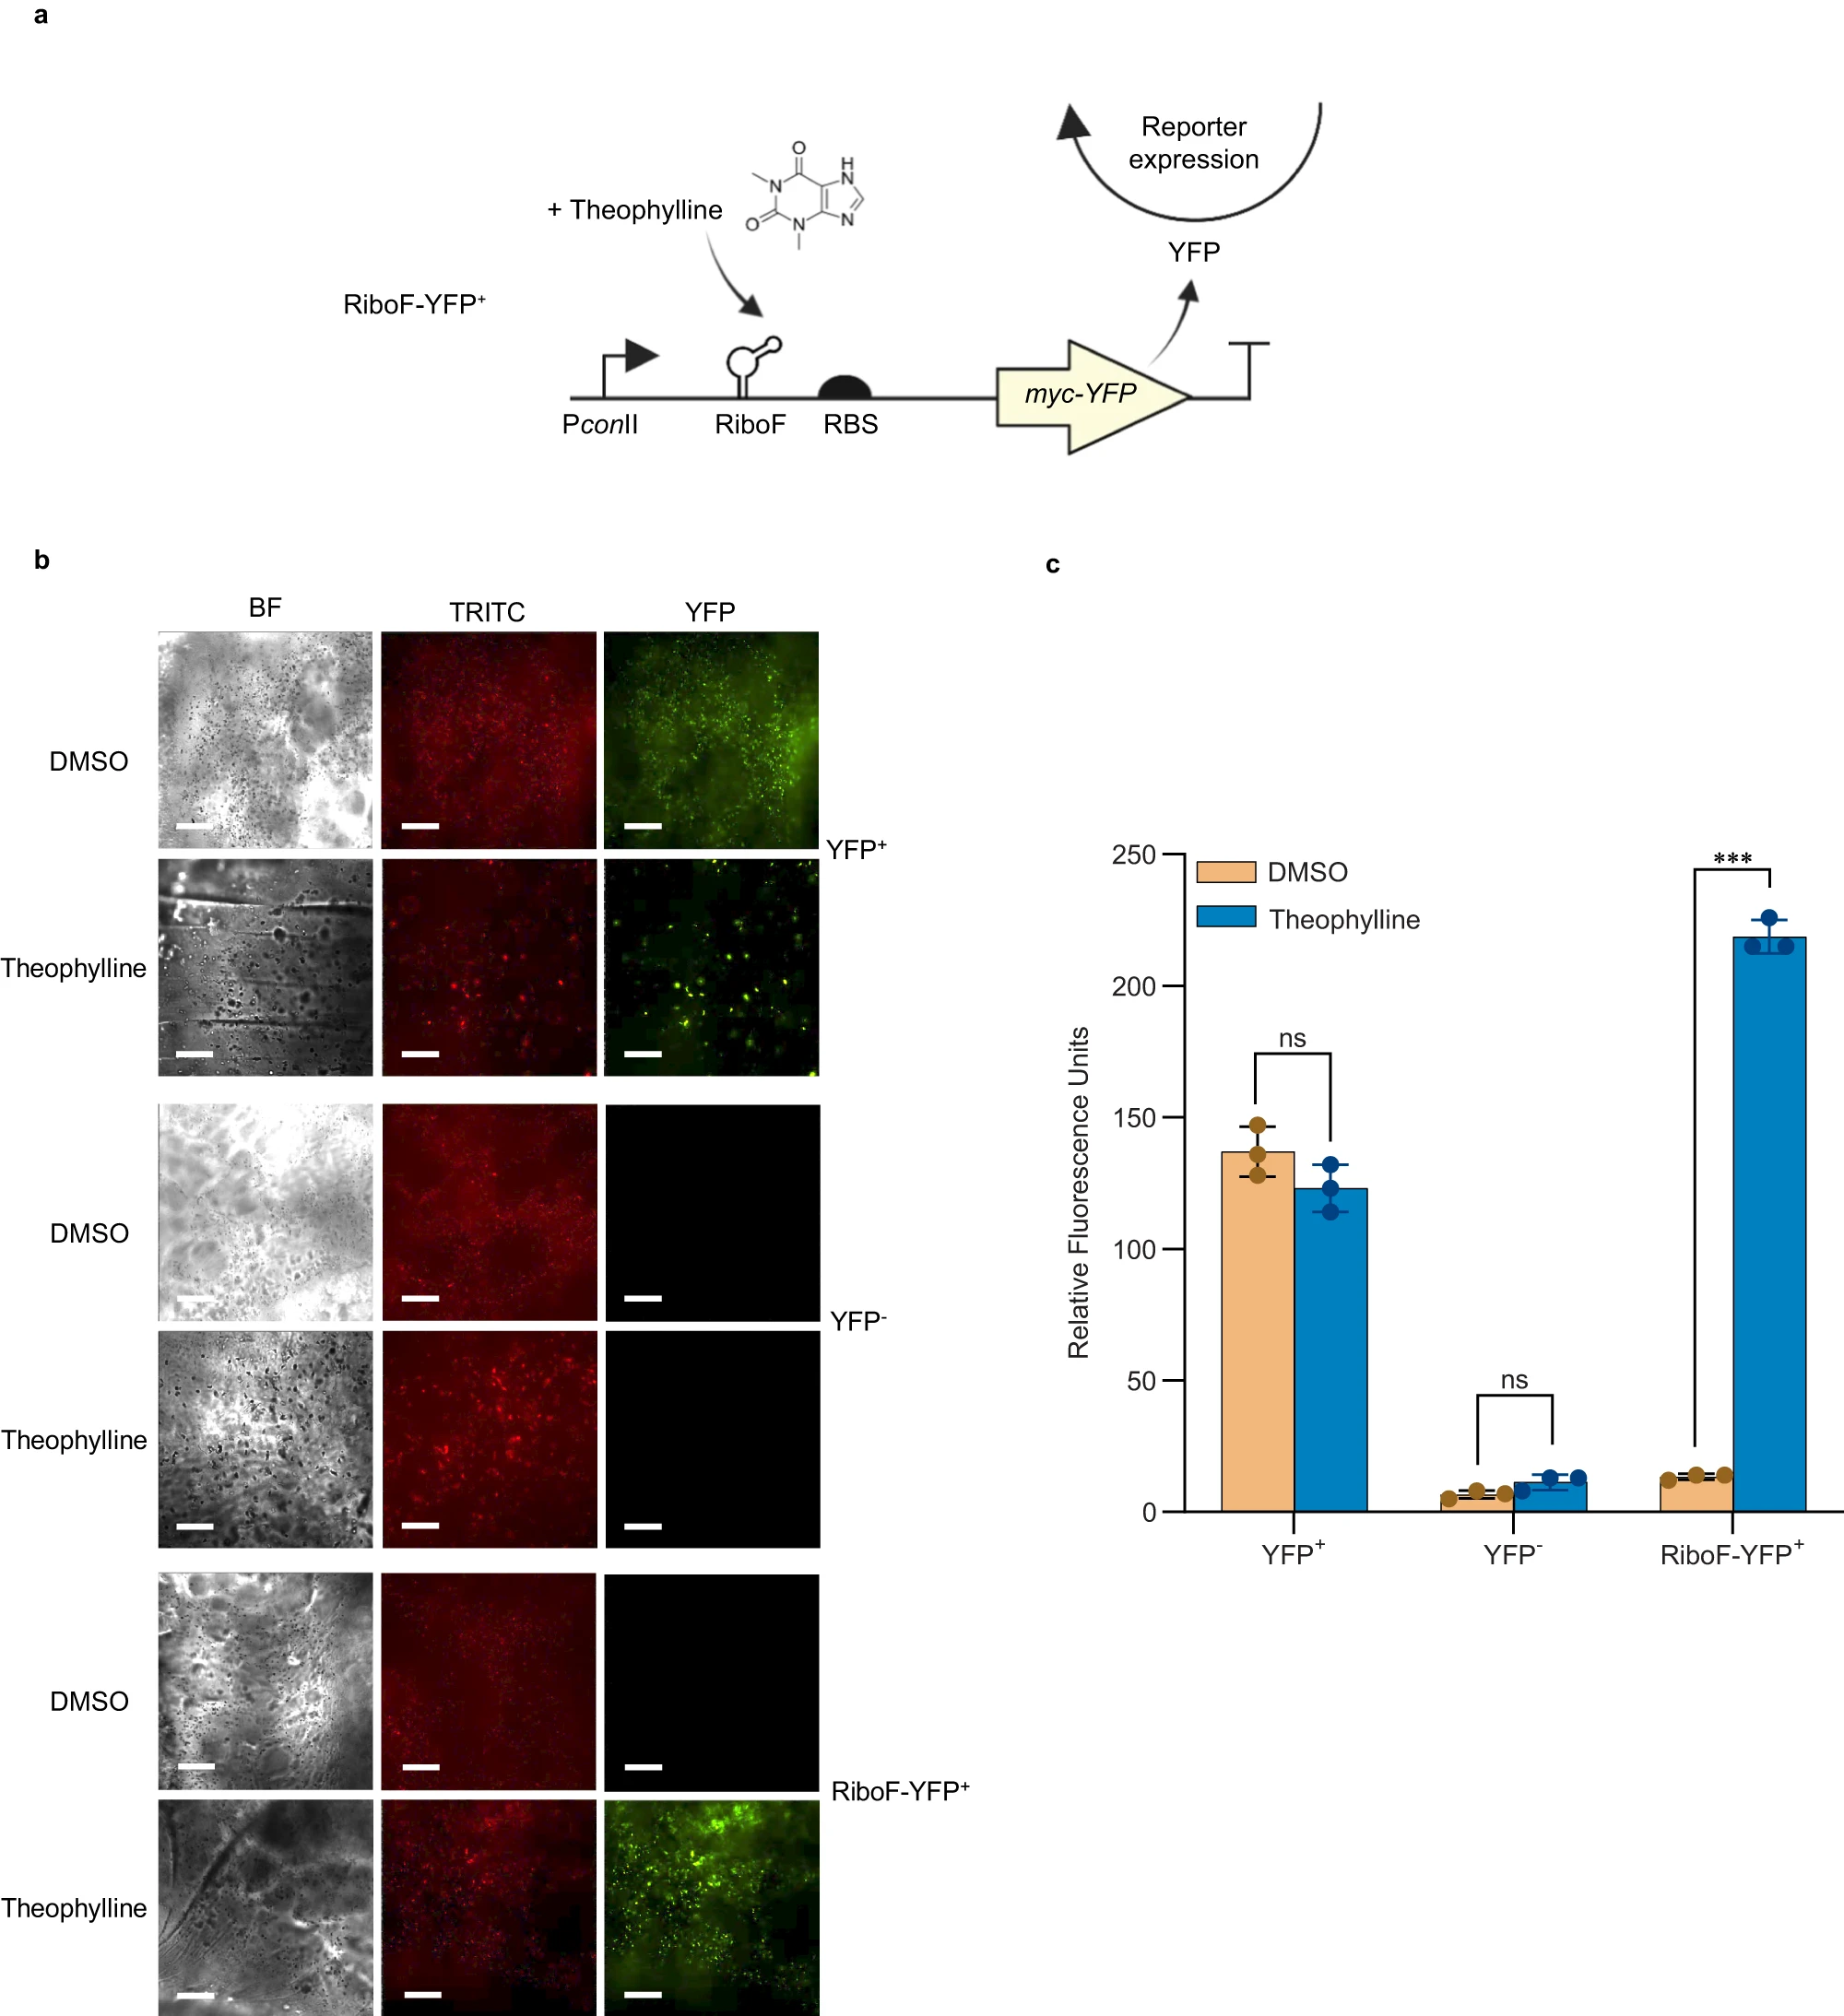 a
Reporter
expression
+ Theophylline
O
H
N
N
O
N
N
YFP
RiboF-YFP+
myc-YFP
PconII
RiboF
RBS
b
BF
TRITC
YFP
DMSO
YFP+
Theophylline
DMSO
YFP-
Theophylline
DMSO
RiboF-YFP+
Theophylline
c
Relative Fluorescence Units
250
200
150
100
50
0
DMSO
Theophylline
ns
ns
***
YFP+
YFP-
RiboF-YFP+